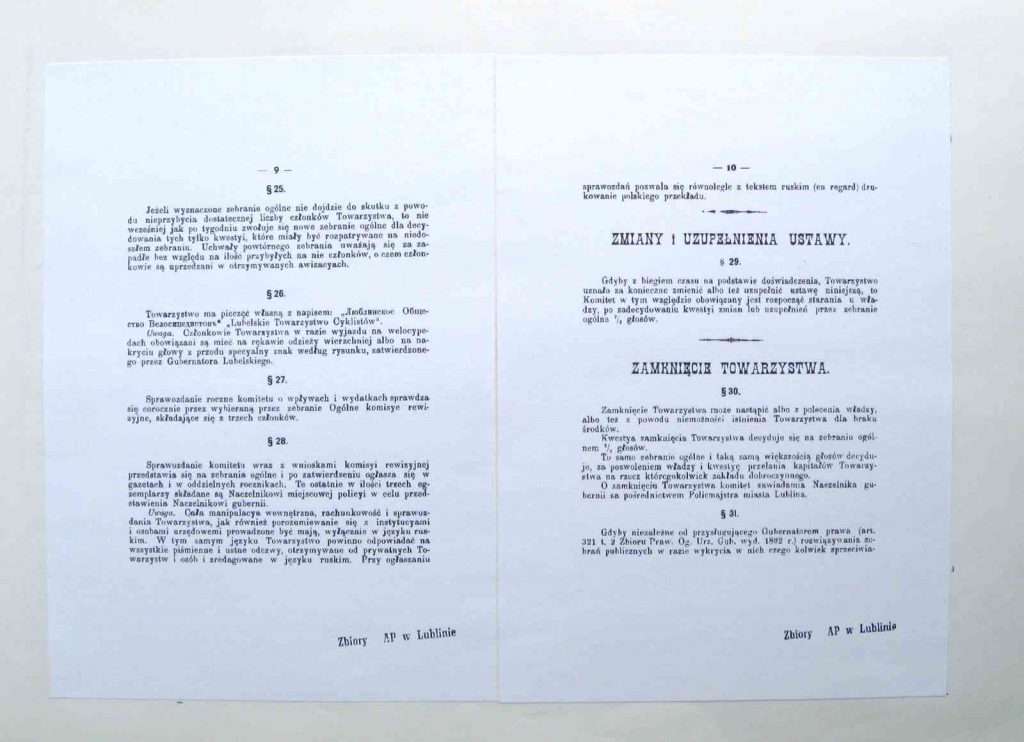 — 9 —
§ 25.
Jeżeli wyznaczone zebranie ogólne nie dojdzie do skutku z powo-
du nieprzybycia dostatecznej liczby członków Towarzystwa, to nie
wcześniej jak po tygodniu zwołuje się nowe zebranie ogólne dla decy-
dowania tych tylko kwestyi, które miały być rozpatrywane na niedo-
szłem zebraniu. Uchwały powtórnego zebrania uważają się za za-
padłe bez względu na ilość przybyłych na nie członków, o czem człon-
kowie są uprzedzani w otrzymywanych awizacyach.
§ 26.
Towarzystwo ma pieczęć własną z napisem: „Люблинское Обще-
ство Велосипедистовъ“ „Lubelskie Towarzystwo Cyklistów“.
Uwaga. Członkowie Towarzystwa w razie wyjazdu na welocype-
dach obowiązani są mieć na rękawie odzieży wierzchniej albo na na-
kryciu głowy z przodu specyalny znak według rysunku, zatwierdzone-
go przez Gubernatora Lubelskiego.
§ 27.
Sprawozdanie roczne komitetu o wpływach i wydatkach sprawdza
się corocznie przez wybieraną przez zebranie Ogólne komisye rewi-
zyjne, składające się z trzech członków.
§ 28.
Sprawozdanie komitetu wraz z wnioskami komisyi rewizyjnej
przedstawia się na zebrania ogólne i po zatwierdzeniu ogłasza się w
gazetach i w oddzielnych rocznikach. Te ostatnie w ilości trzech eg-
zemplarzy składane są Naczelnikowi miejscowej policyi w celu przed-
stawienia Naczelnikowi gubernii.
Uwaga. Cała manipulacya wewnętrzna, rachunkowość i sprawoz-
dania Towarzystwa, jak również porozumiewanie się z instytucyami
i osobami urzędowemi prowadzone być mają, wyłącznie w języku rus-
kim. W tym samym języku Towarzystwo powinno odpowiadać na
wszystkie piśmienne i ustne odezwy, otrzymywane od prywatnych To-
warzystw i osób i zredagowane w języku ruskim. Przy ogłaszaniu
Zbiory AP w Lublinie
— 10 —
sprawozdań pozwala się równolegle z tekstem ruskim (en regard) dru-
kowanie polskiego przekładu.
ZMIANY i UZUPEŁNIENIA USTAWY.
§ 29.
Gdyby z biegiem czasu na podstawie doświadczenia, Towarzystwo
uznało za konieczne zmienić albo też uzupełnić ustawę niniejszą, to
Komitet w tym względzie obowiązany jest rozpocząć starania u wła-
dzy, po zadecydowaniu kwestyi zmian lub uzupełnień przez zebranie
ogólne głosów.
ZAMKNIĘCIE TOWARZYSTWA.
§ 30.
Zamknięcie Towarzystwa może nastąpić albo z polecenia władzy,
albo też z powodu niemożności istnienia Towarzystwa dla braku
środków.
Kwestya zamknięcia Towarzystwa decyduje się na zebraniu ogól-
nem głosów.
To samo zebranie ogólne i taką samą większością głosów decydu-
je, za pozwoleniem władzy i kwestyę przelania kapitałów Towarzy-
stwa na rzecz któregokolwiek zakładu dobroczynnego.
O zamknięciu Towarzystwa komitet zawiadamia Naczelnika gu-
bernii za pośrednictwem Policmajstra miasta Lublina.
§ 31.
Gdyby niezależne od przysługującego Gubernatorom prawa (art.
321 t. 2 Zbioru Praw. Og. Urz. Gub. wyd. 1892 r.) rozwiązywania ze-
brań publicznych w razie wykrycia w nich czego kolwiek sprzeciwia-
Zbiory AP w Lublinie